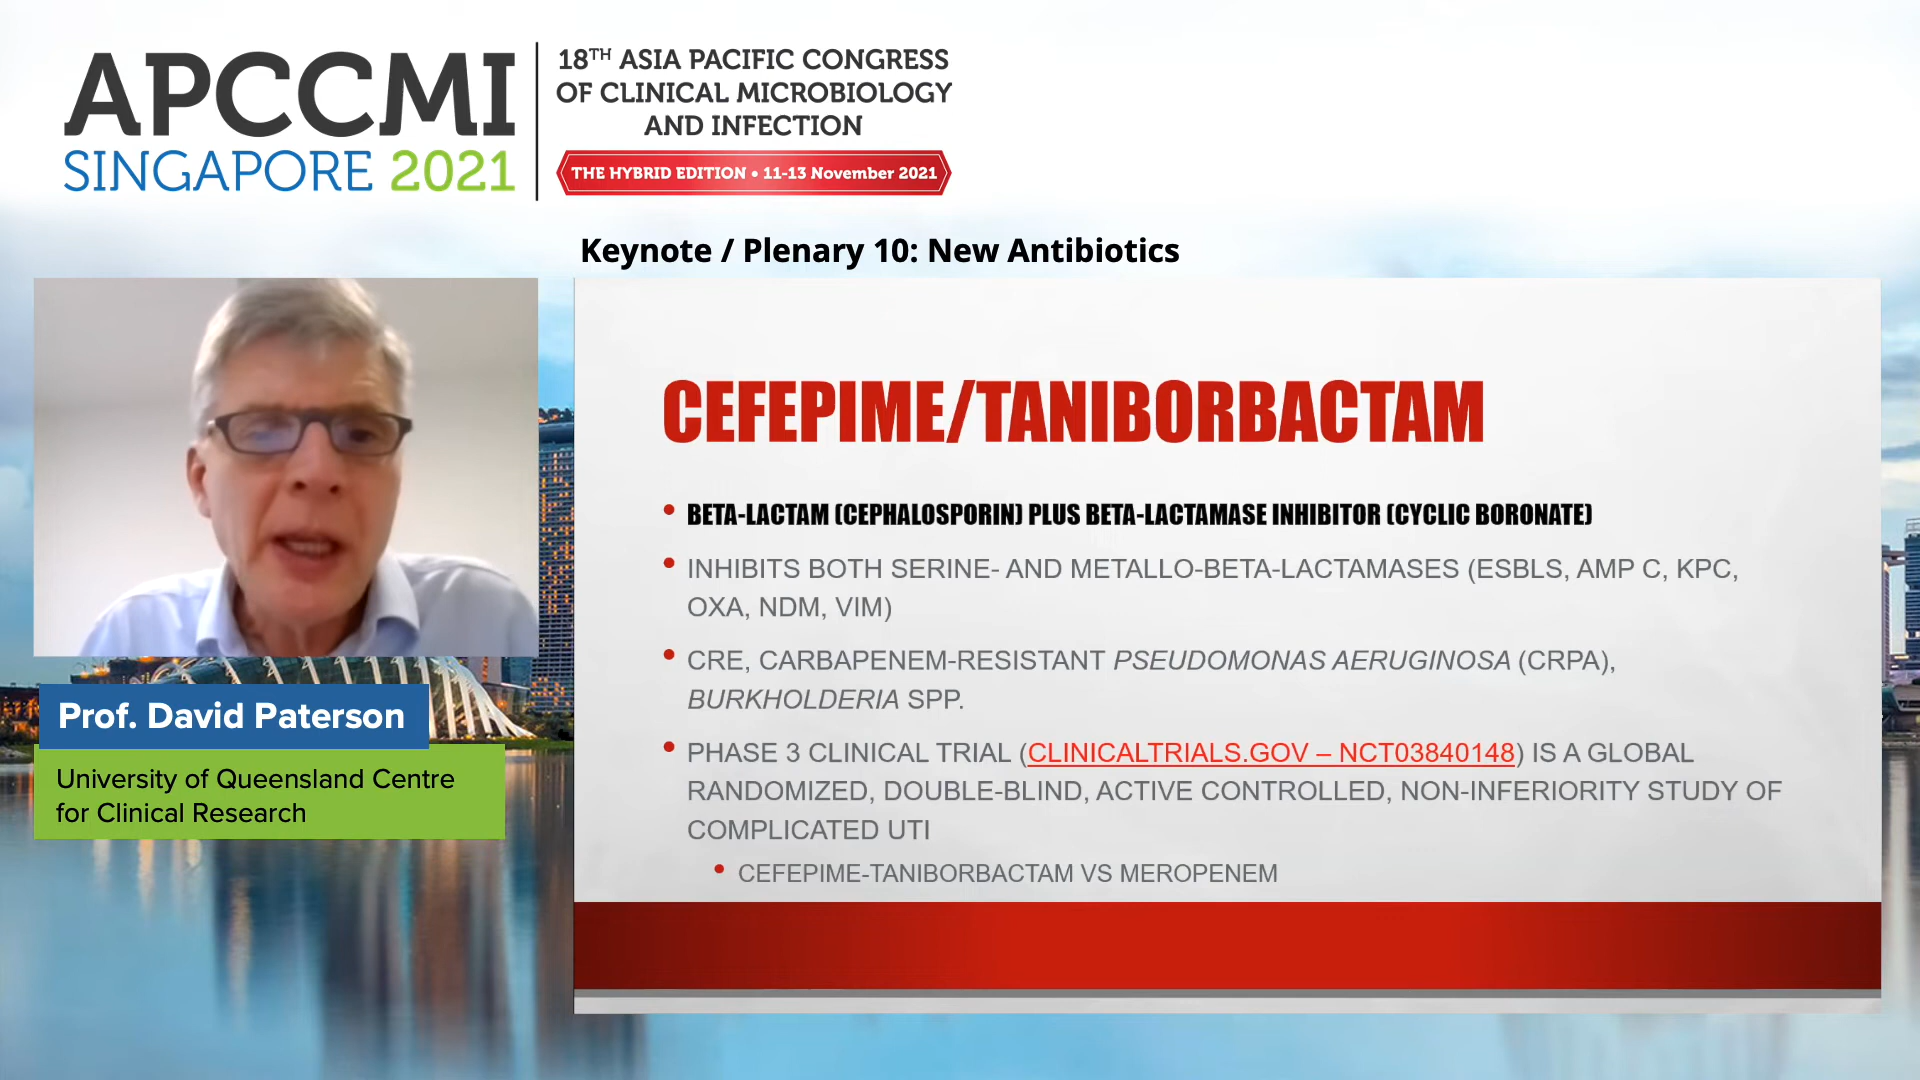 APCCMI
SINGAPORE 2021
18TH ASIA PACIFIC CONGRESS
OF CLINICAL MICROBIOLOGY
AND INFECTION
THE HYBRID EDITION • 11-13 November 2021
Keynote / Plenary 10: New Antibiotics
CEFEPIME/TANIBORBACTAM
• BETA-LACTAM (CEPHALOSPORIN) PLUS BETA-LACTAMASE INHIBITOR (CYCLIC BORONATE)
• INHIBITS BOTH SERINE- AND METALLO-BETA-LACTAMASES (ESBLS, AMP C, KPC,
OXA, NDM, VIM)
• CRE, CARBAPENEM-RESISTANT PSEUDOMONAS AERUGINOSA (CRPA),
BURKHOLDERIA SPP.
• PHASE 3 CLINICAL TRIAL (CLINICALTRIALS.GOV – NCT03840148) IS A GLOBAL
RANDOMIZED, DOUBLE-BLIND, ACTIVE CONTROLLED, NON-INFERIORITY STUDY OF
COMPLICATED UTI
• CEFEPIME-TANIBORBACTAM VS MEROPENEM
Prof. David Paterson
University of Queensland Centre
for Clinical Research